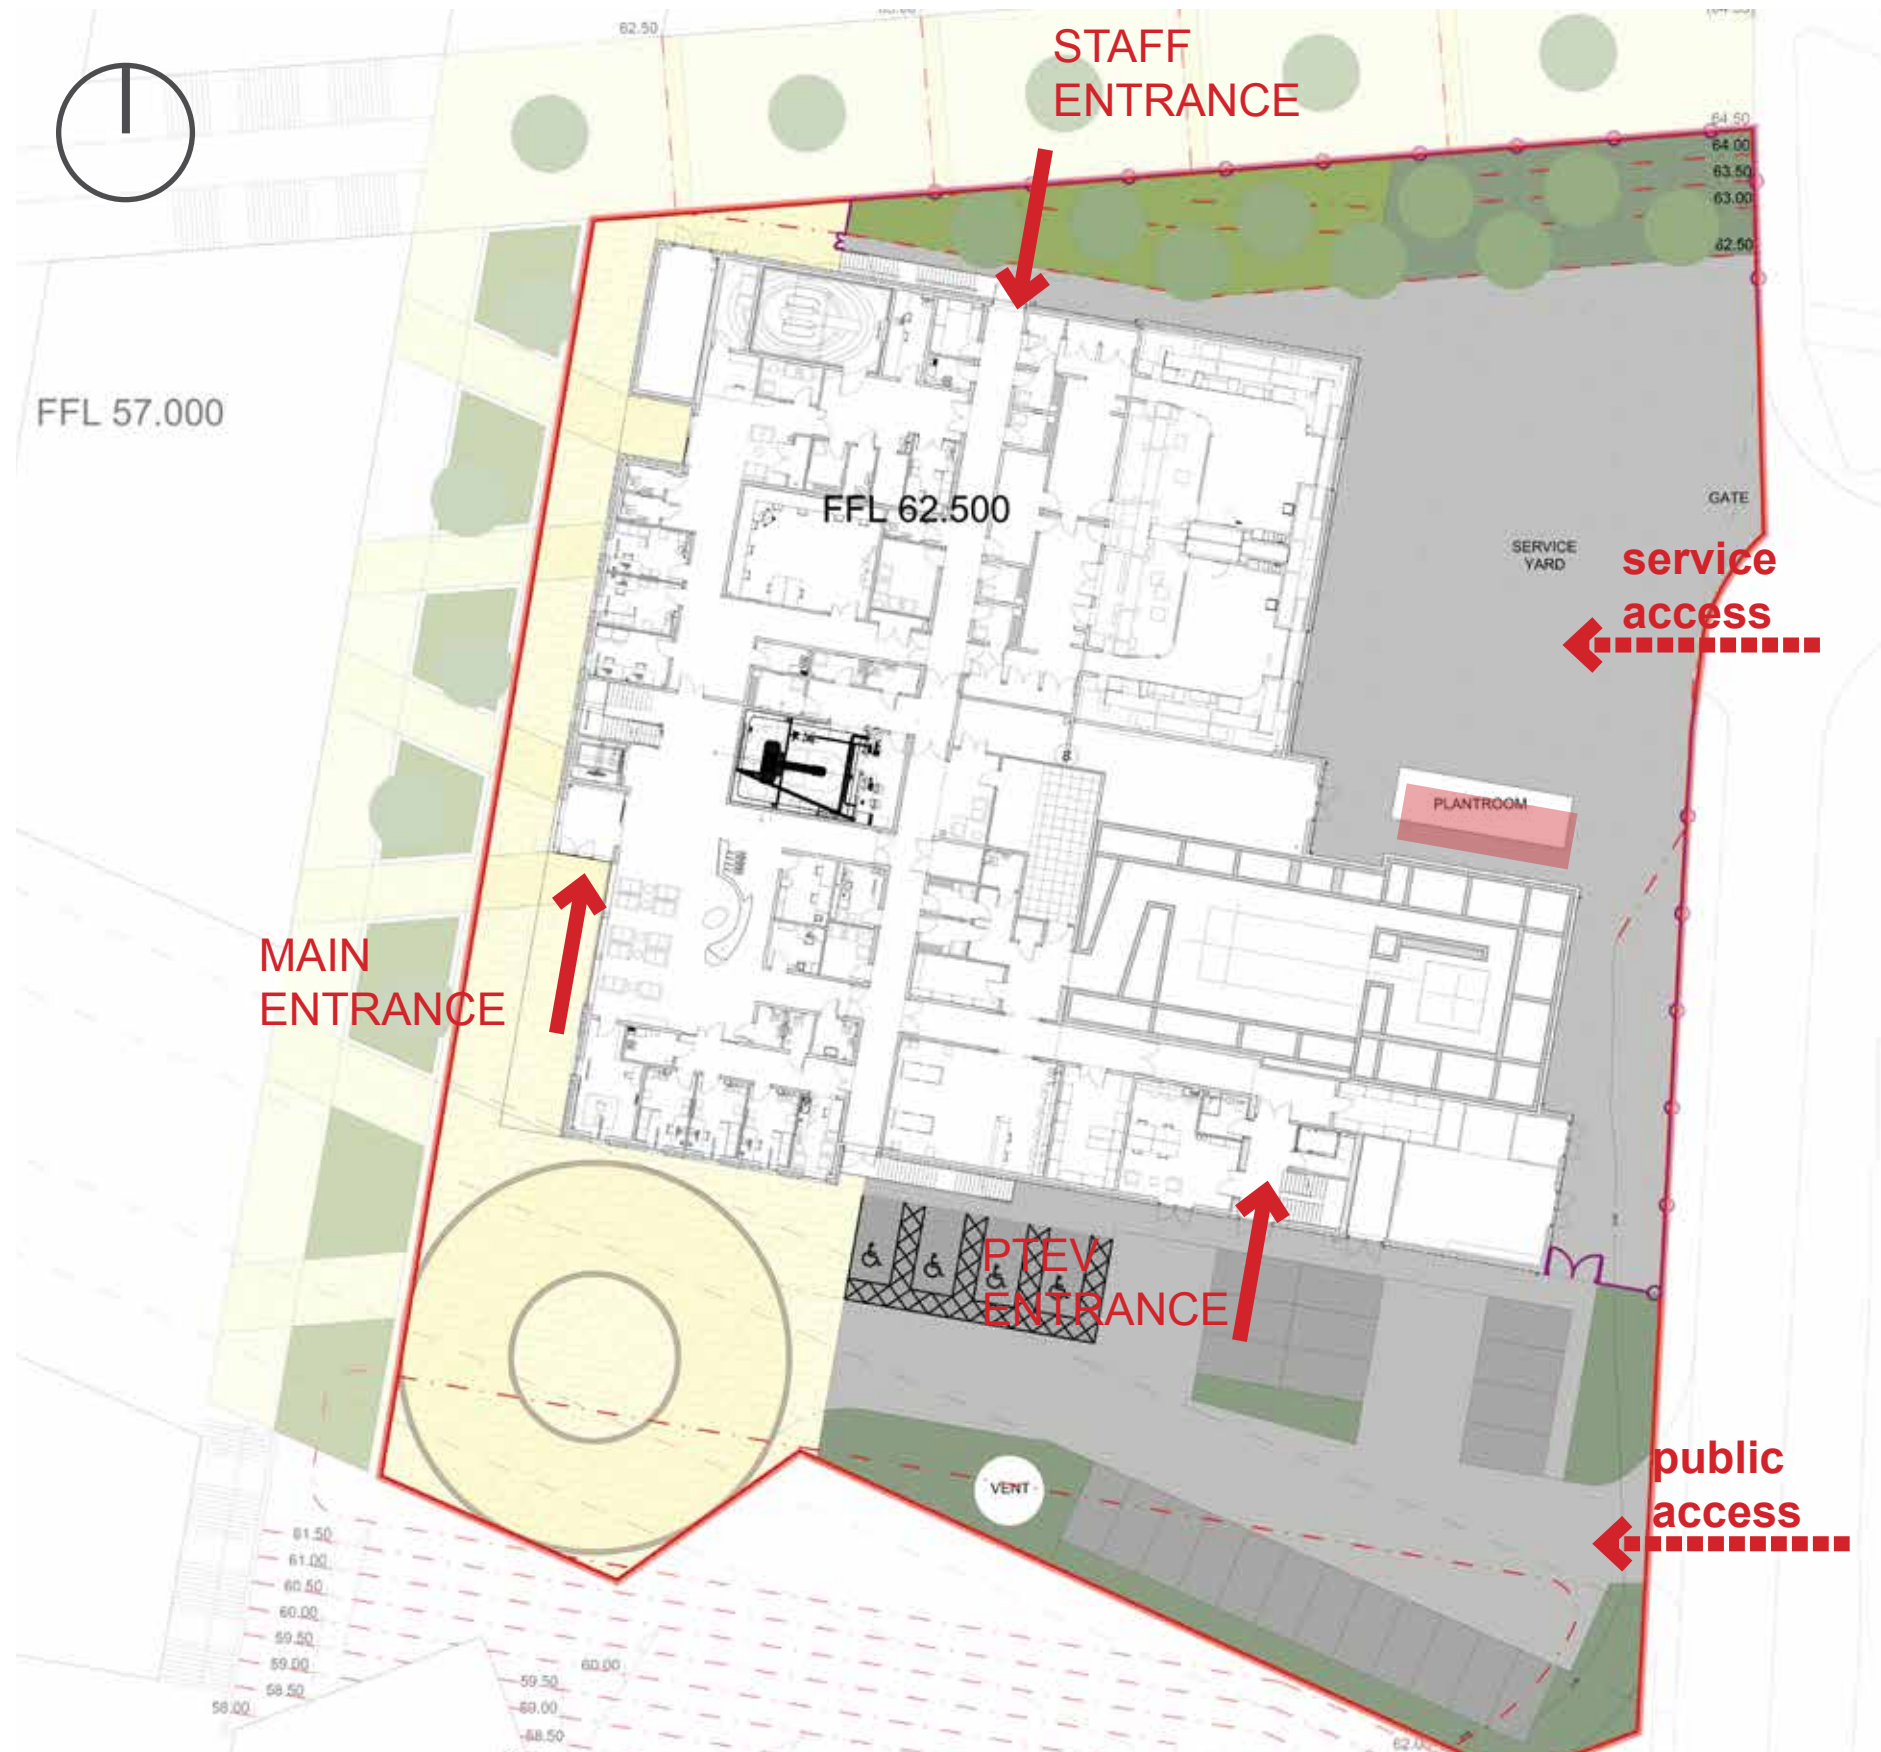 62.50
STAFF
ENTRANCE
64.50
64.00
63.50
63.00
62.50
FFL 57.000
FFL 62.500
GATE
SERVICE
YARD
service
access
PLANTROOM
MAIN
ENTRANCE
PTEV
ENTRANCE
public
access
VENT
61.50
61.00
60.50
60.00
59.50
59.00
58.50
58.00
60.00
59.50
59.00
58.50